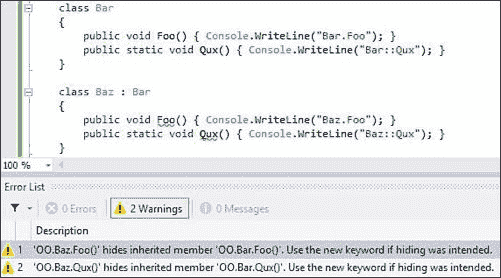 class Bar
{
public void Foo() { Console.WriteLine("Bar.Foo"); }
public static void Qux() { Console.WriteLine("Bar::Qux"); }
}
class Baz : Bar
{
public void Foo() { Console.WriteLine("Baz.Foo"); }
public static void Qux() { Console.WriteLine("Baz::Qux"); }
}
100 %
Error List
0 Errors 2 Warnings 0 Messages
Description
1 'OO.Baz.Foo()' hides inherited member 'OO.Bar.Foo()'. Use the new keyword if hiding was intended.
2 'OO.Baz.Qux()' hides inherited member 'OO.Bar.Qux()'. Use the new keyword if hiding was intended.